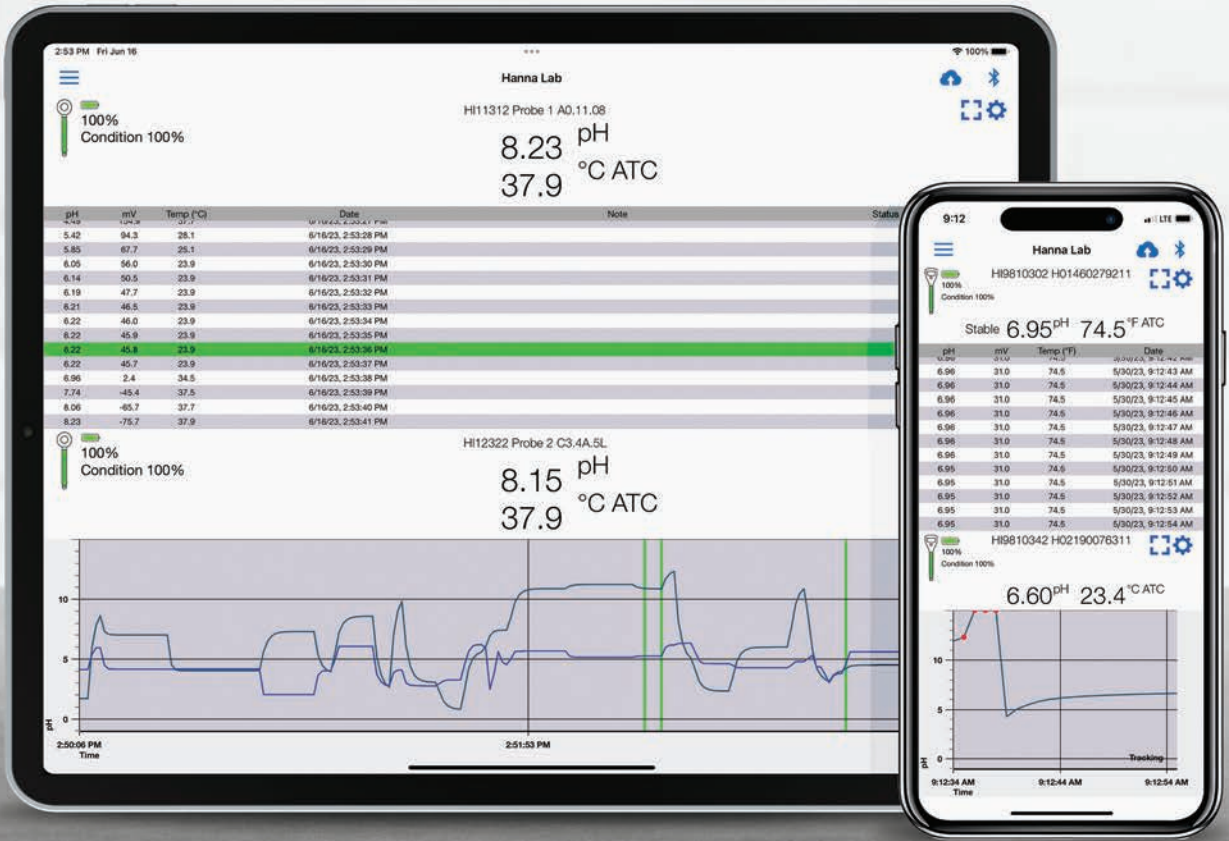 2:53 PM Fri Jun 16
100%
Hanna Lab
100%
Condition 100%
HI11312 Probe 1 A0.11.08
8.23 pH
37.9 °C ATC
pH mV Temp (°C) Date Note Status
5.42 94.3 28.1 6/16/23, 2:53:28 PM
5.85 67.7 25.1 6/16/23, 2:53:29 PM
6.05 56.0 23.9 6/16/23, 2:53:30 PM
6.14 50.5 23.9 6/16/23, 2:53:31 PM
6.19 47.7 23.9 6/16/23, 2:53:32 PM
6.21 46.5 23.9 6/16/23, 2:53:33 PM
6.22 46.0 23.9 6/16/23, 2:53:34 PM
6.22 45.9 23.9 6/16/23, 2:53:35 PM
6.22 45.8 23.9 6/16/23, 2:53:36 PM
6.22 45.7 23.9 6/16/23, 2:53:37 PM
6.96 2.4 34.5 6/16/23, 2:53:38 PM
7.74 -45.4 37.5 6/16/23, 2:53:39 PM
8.06 -65.7 37.7 6/16/23, 2:53:40 PM
8.23 -75.7 37.9 6/16/23, 2:53:41 PM
100%
Condition 100%
HI12322 Probe 2 C3.4A.5L
8.15 pH
37.9 °C ATC
10
5
0
pH
2:50:06 PM 2:51:53 PM
Time
9:12 LTE
Hanna Lab
HI9810302 H01460279211
100%
Condition 100%
Stable 6.95 pH 74.5 °F ATC
pH mV Temp (°F) Date
6.96 31.0 74.5 5/30/23, 9:12:43 AM
6.96 31.0 74.5 5/30/23, 9:12:44 AM
6.96 31.0 74.5 5/30/23, 9:12:45 AM
6.96 31.0 74.5 5/30/23, 9:12:46 AM
6.96 31.0 74.5 5/30/23, 9:12:47 AM
6.96 31.0 74.5 5/30/23, 9:12:48 AM
6.96 31.0 74.5 5/30/23, 9:12:49 AM
6.95 31.0 74.5 5/30/23, 9:12:50 AM
6.95 31.0 74.5 5/30/23, 9:12:51 AM
6.95 31.0 74.5 5/30/23, 9:12:52 AM
6.95 31.0 74.5 5/30/23, 9:12:53 AM
6.95 31.0 74.5 5/30/23, 9:12:54 AM
HI9810342 H02190076311
100%
Condition 100%
6.60 pH 23.4 °C ATC
10
5
0
pH
Tracking
9:12:34 AM 9:12:44 AM 9:12:54 AM
Time